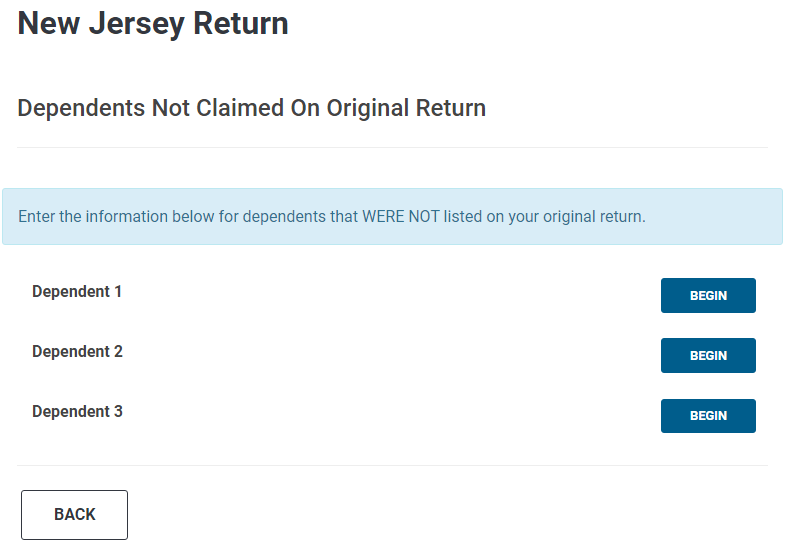 New Jersey Return
Dependents Not Claimed On Original Return
Enter the information below for dependents that WERE NOT listed on your original return.
Dependent 1
BEGIN
Dependent 2
BEGIN
Dependent 3
BEGIN
BACK